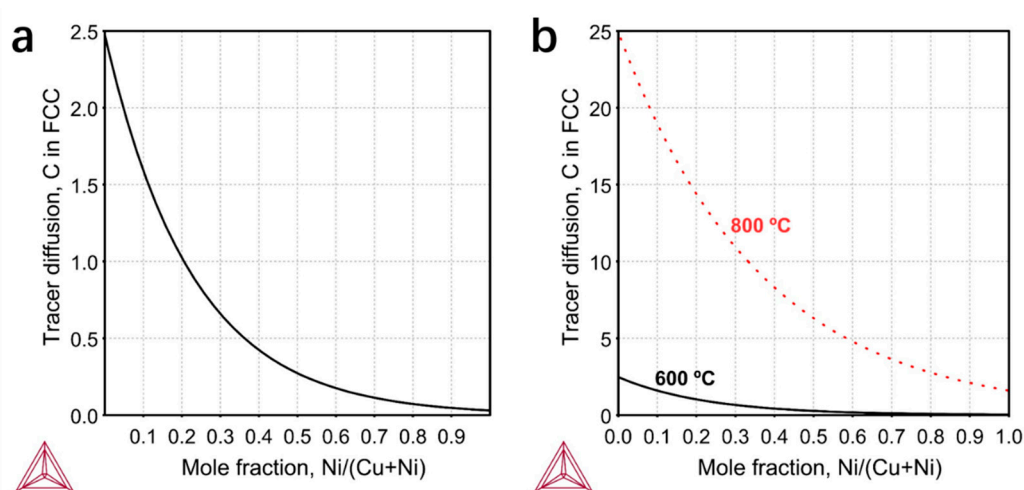 a
Tracer diffusion, C in FCC
2.5
2.0
1.5
1.0
0.5
0.0
0.1 0.2 0.3 0.4 0.5 0.6 0.7 0.8 0.9
Mole fraction, Ni/(Cu+Ni)
b
Tracer diffusion, C in FCC
25
20
15
10
5
0
800 ºC
600 ºC
0.0 0.1 0.2 0.3 0.4 0.5 0.6 0.7 0.8 0.9 1.0
Mole fraction, Ni/(Cu+Ni)